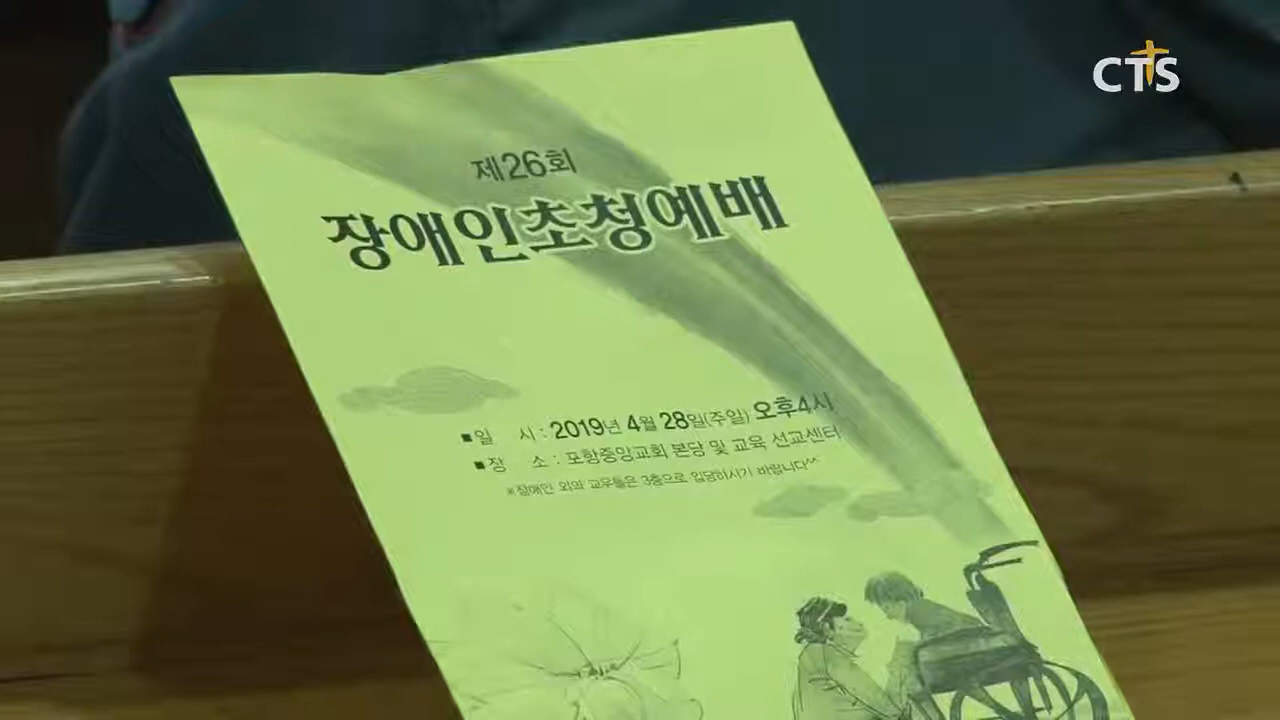 CTS
제26회
장애인초청예배
■일 시 : 2019년 4월 28일(주일) 오후4시
■장 소 : 포항중앙교회 본당 및 교육 선교센터
※장애인 외의 교우들은 3층으로 입당하시기 바랍니다^^